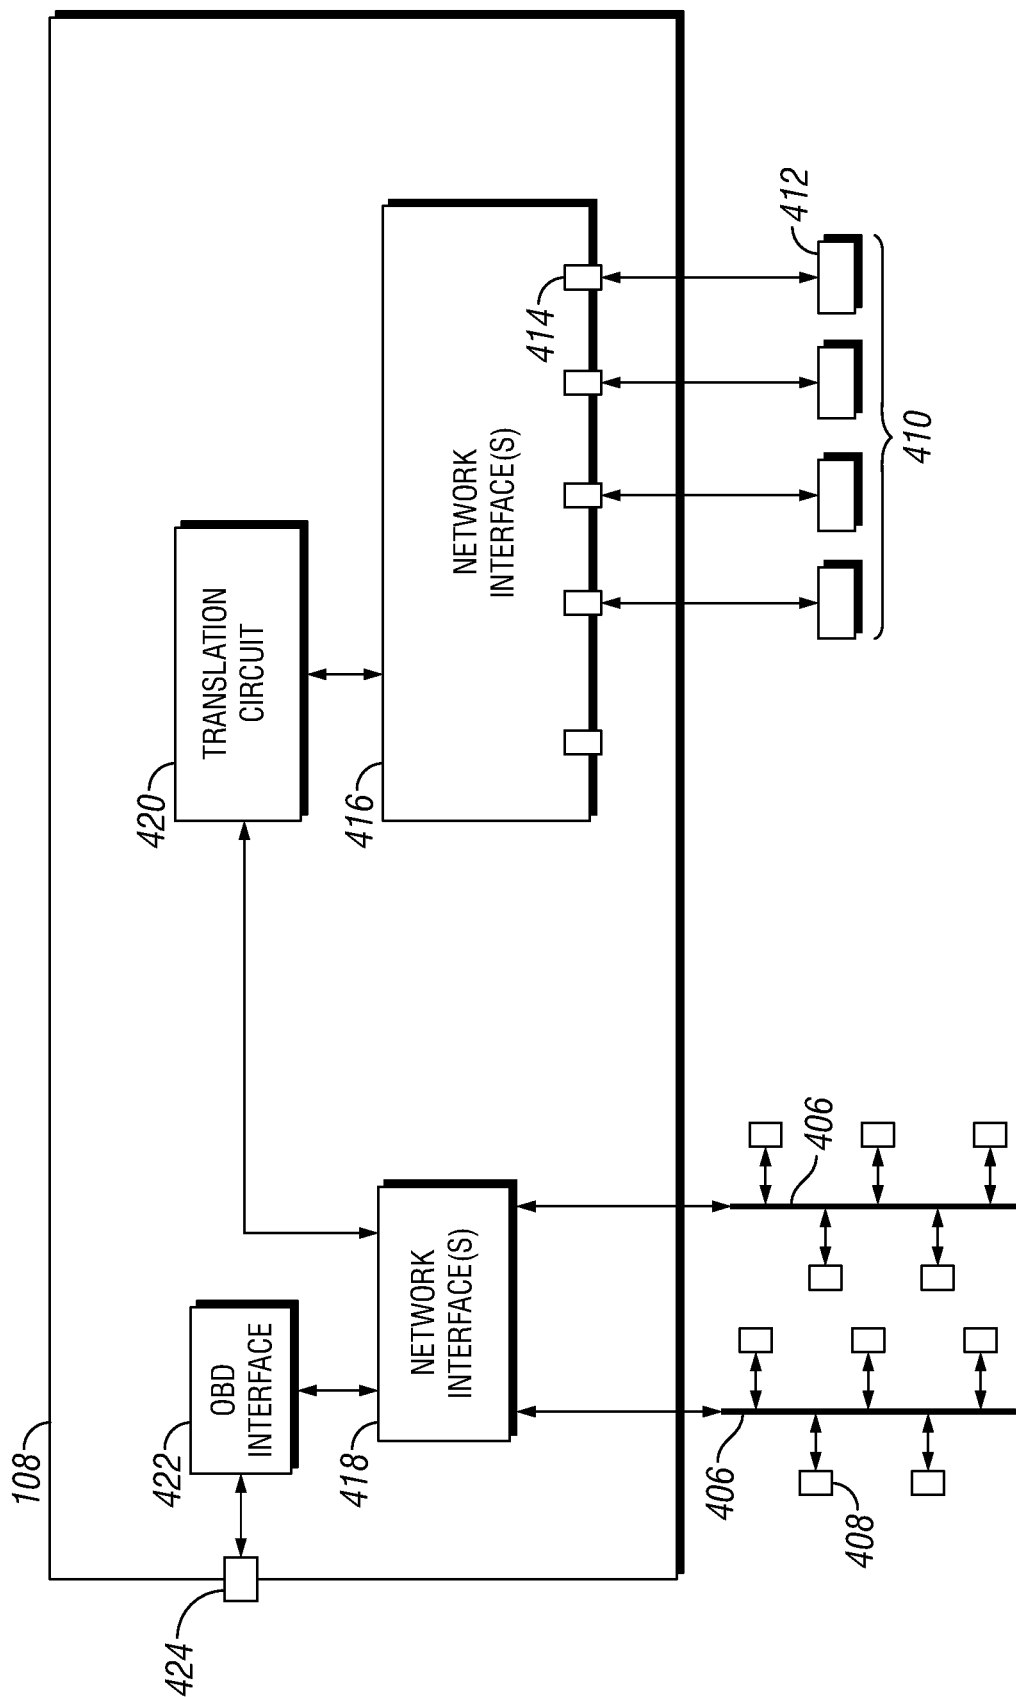 108
424
422
OBD
INTERFACE
418
NETWORK
INTERFACE(S)
420
TRANSLATION
CIRCUIT
416
NETWORK
INTERFACE(S)
414
412
410
406
408
406